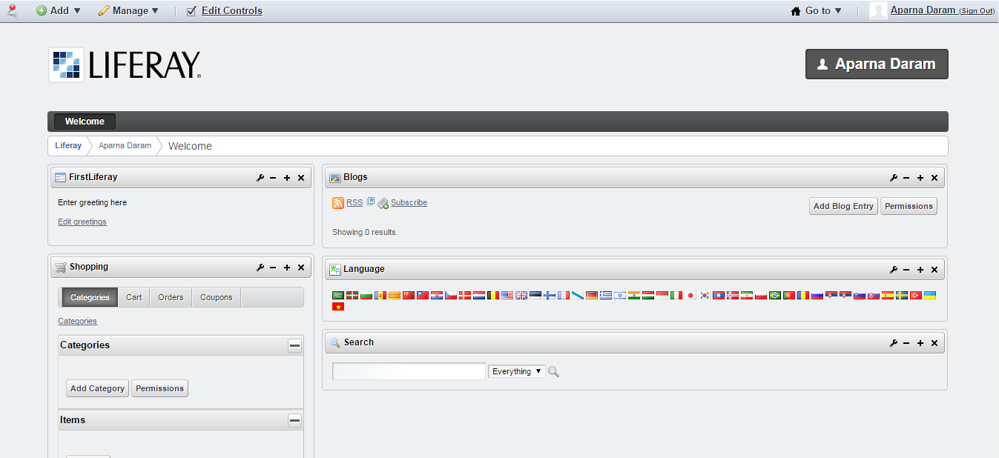 Add ▼ Manage ▼ Edit Controls Go to ▼ Aparna Daram (Sign Out)
LIFERAY®
Aparna Daram
Welcome
Liferay Aparna Daram Welcome
FirstLiferay
Enter greeting here
Edit greetings
Shopping
Categories Cart Orders Coupons
Categories
Categories
Add Category Permissions
Items
Blogs
RSS Subscribe Add Blog Entry Permissions
Showing 0 results.
Language
Search
Everything ▼